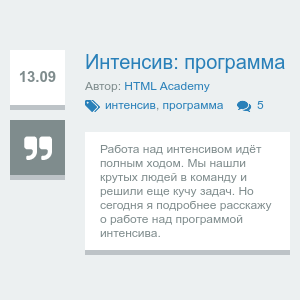 13.09
Интенсив: программа
Автор: HTML Academy
интенсив, программа 5
Работа над интенсивом идёт
полным ходом. Мы нашли
крутых людей в команду и
решили еще кучу задач. Но
сегодня я подробнее расскажу
о работе над программой
интенсива.